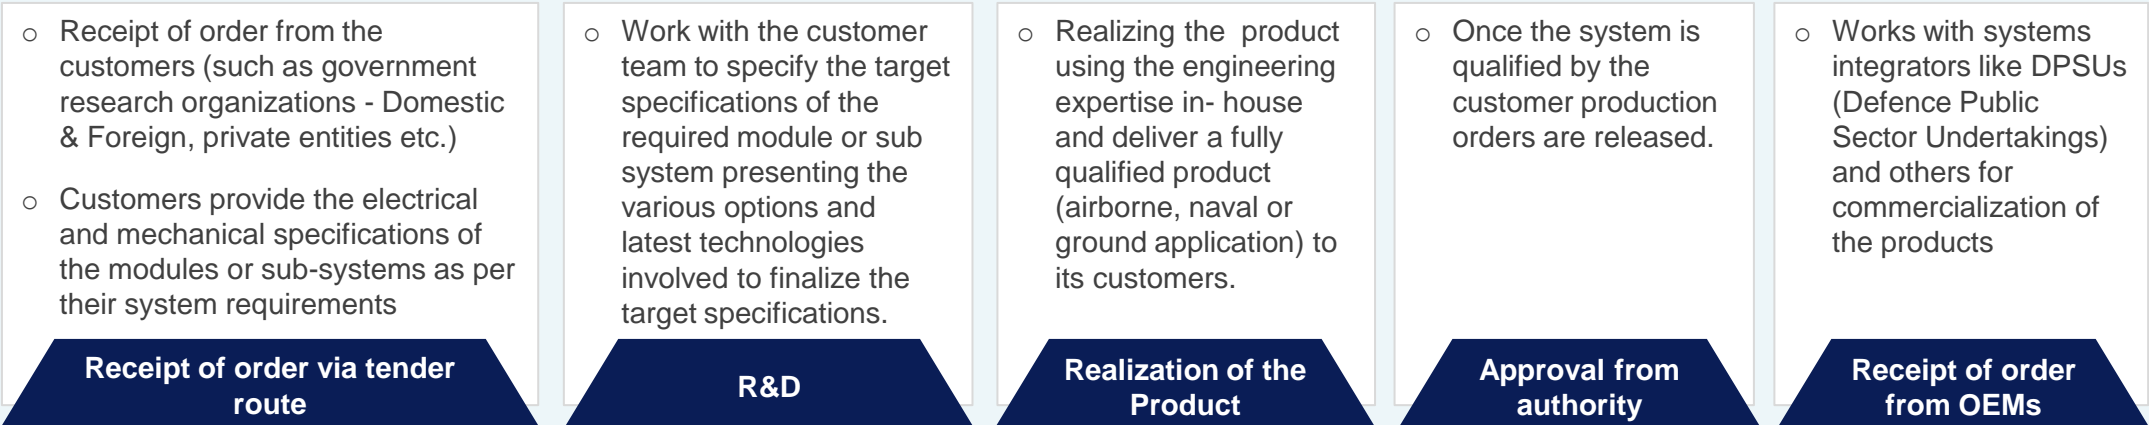 ○ Receipt of order from the
customers (such as government
research organizations - Domestic
& Foreign, private entities etc.)
○ Customers provide the electrical
and mechanical specifications of
the modules or sub-systems as per
their system requirements
Receipt of order via tender
route
○ Work with the customer
team to specify the target
specifications of the
required module or sub
system presenting the
various options and
latest technologies
involved to finalize the
target specifications.
R&D
○ Realizing the product
using the engineering
expertise in- house
and deliver a fully
qualified product
(airborne, naval or
ground application) to
its customers.
Realization of the
Product
○ Once the system is
qualified by the
customer production
orders are released.
Approval from
authority
○ Works with systems
integrators like DPSUs
(Defence Public
Sector Undertakings)
and others for
commercialization of
the products
Receipt of order
from OEMs